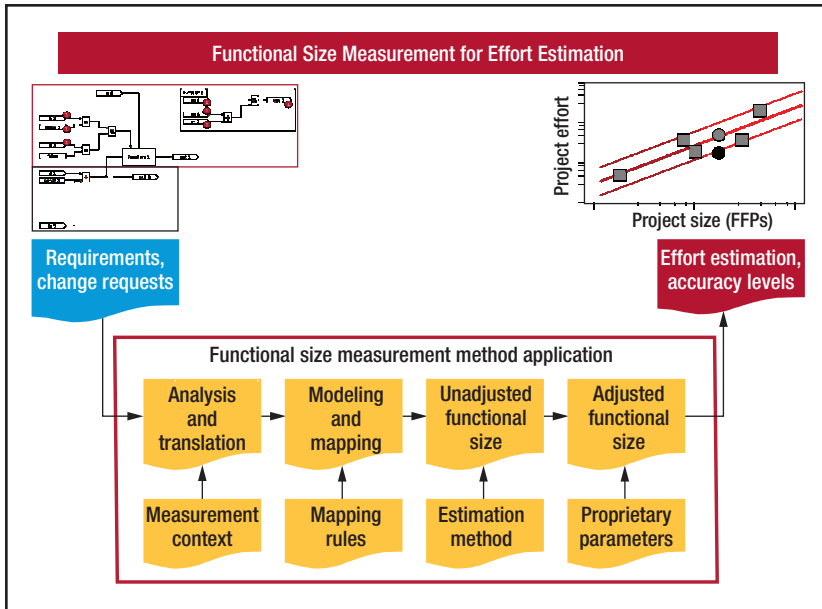 Functional Size Measurement for Effort Estimation
Project effort
Project size (FFPs)
Requirements,
change requests
Effort estimation,
accuracy levels
Functional size measurement method application
Analysis
and
translation
Modeling
and
mapping
Unadjusted
functional
size
Adjusted
functional
size
Measurement
context
Mapping
rules
Estimation
method
Proprietary
parameters